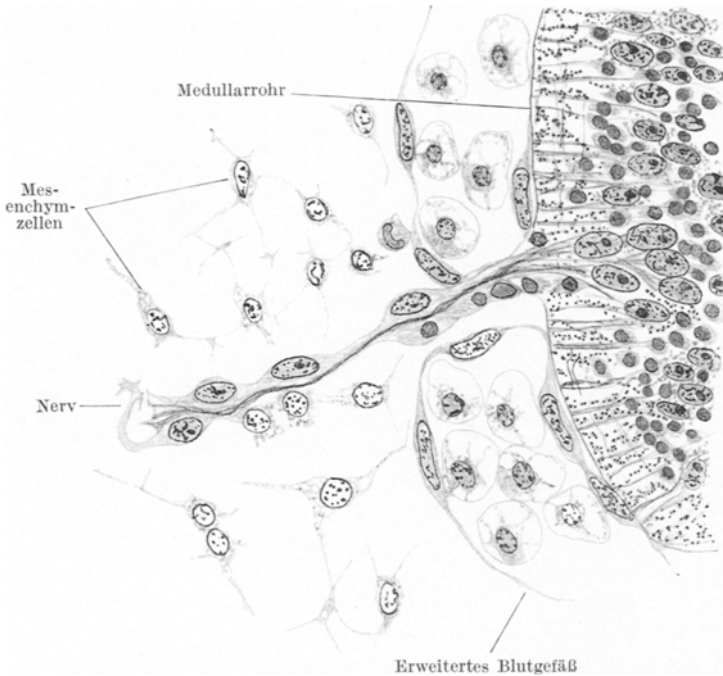 Medullarrohr
Mes-
enchym-
zellen
Nerv
Erweitertes Blutgefäß